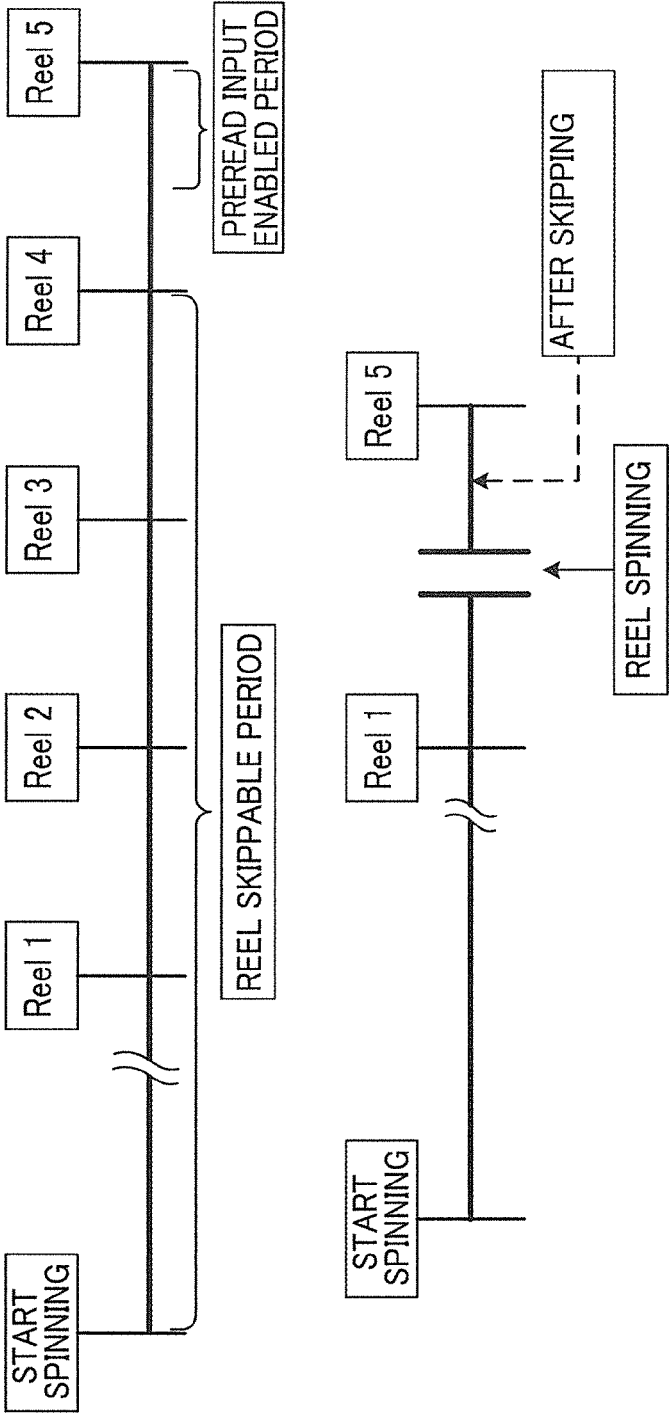 START
SPINNING
Reel 1
Reel 2
Reel 3
Reel 4
Reel 5
REEL SKIPPABLE PERIOD
PREREAD INPUT
ENABLED PERIOD
START
SPINNING
Reel 1
Reel 5
REEL SPINNING
AFTER SKIPPING